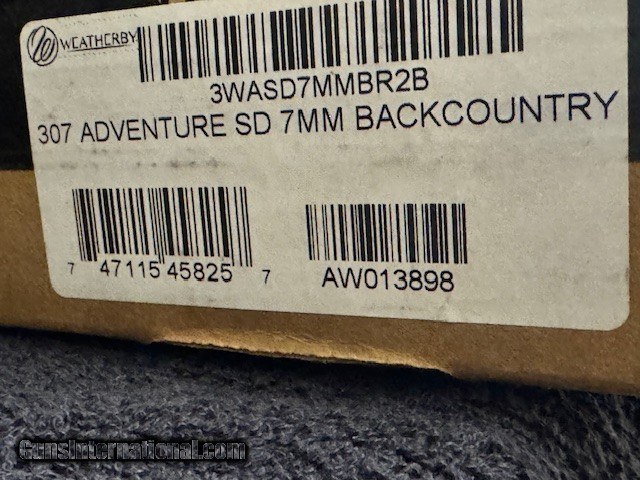 WEATHERBY
3WASD7MMBR2B
307 ADVENTURE SD 7MM BACKCOUNTRY
7 47115 45825 7
AW013898
GunsInternational.com